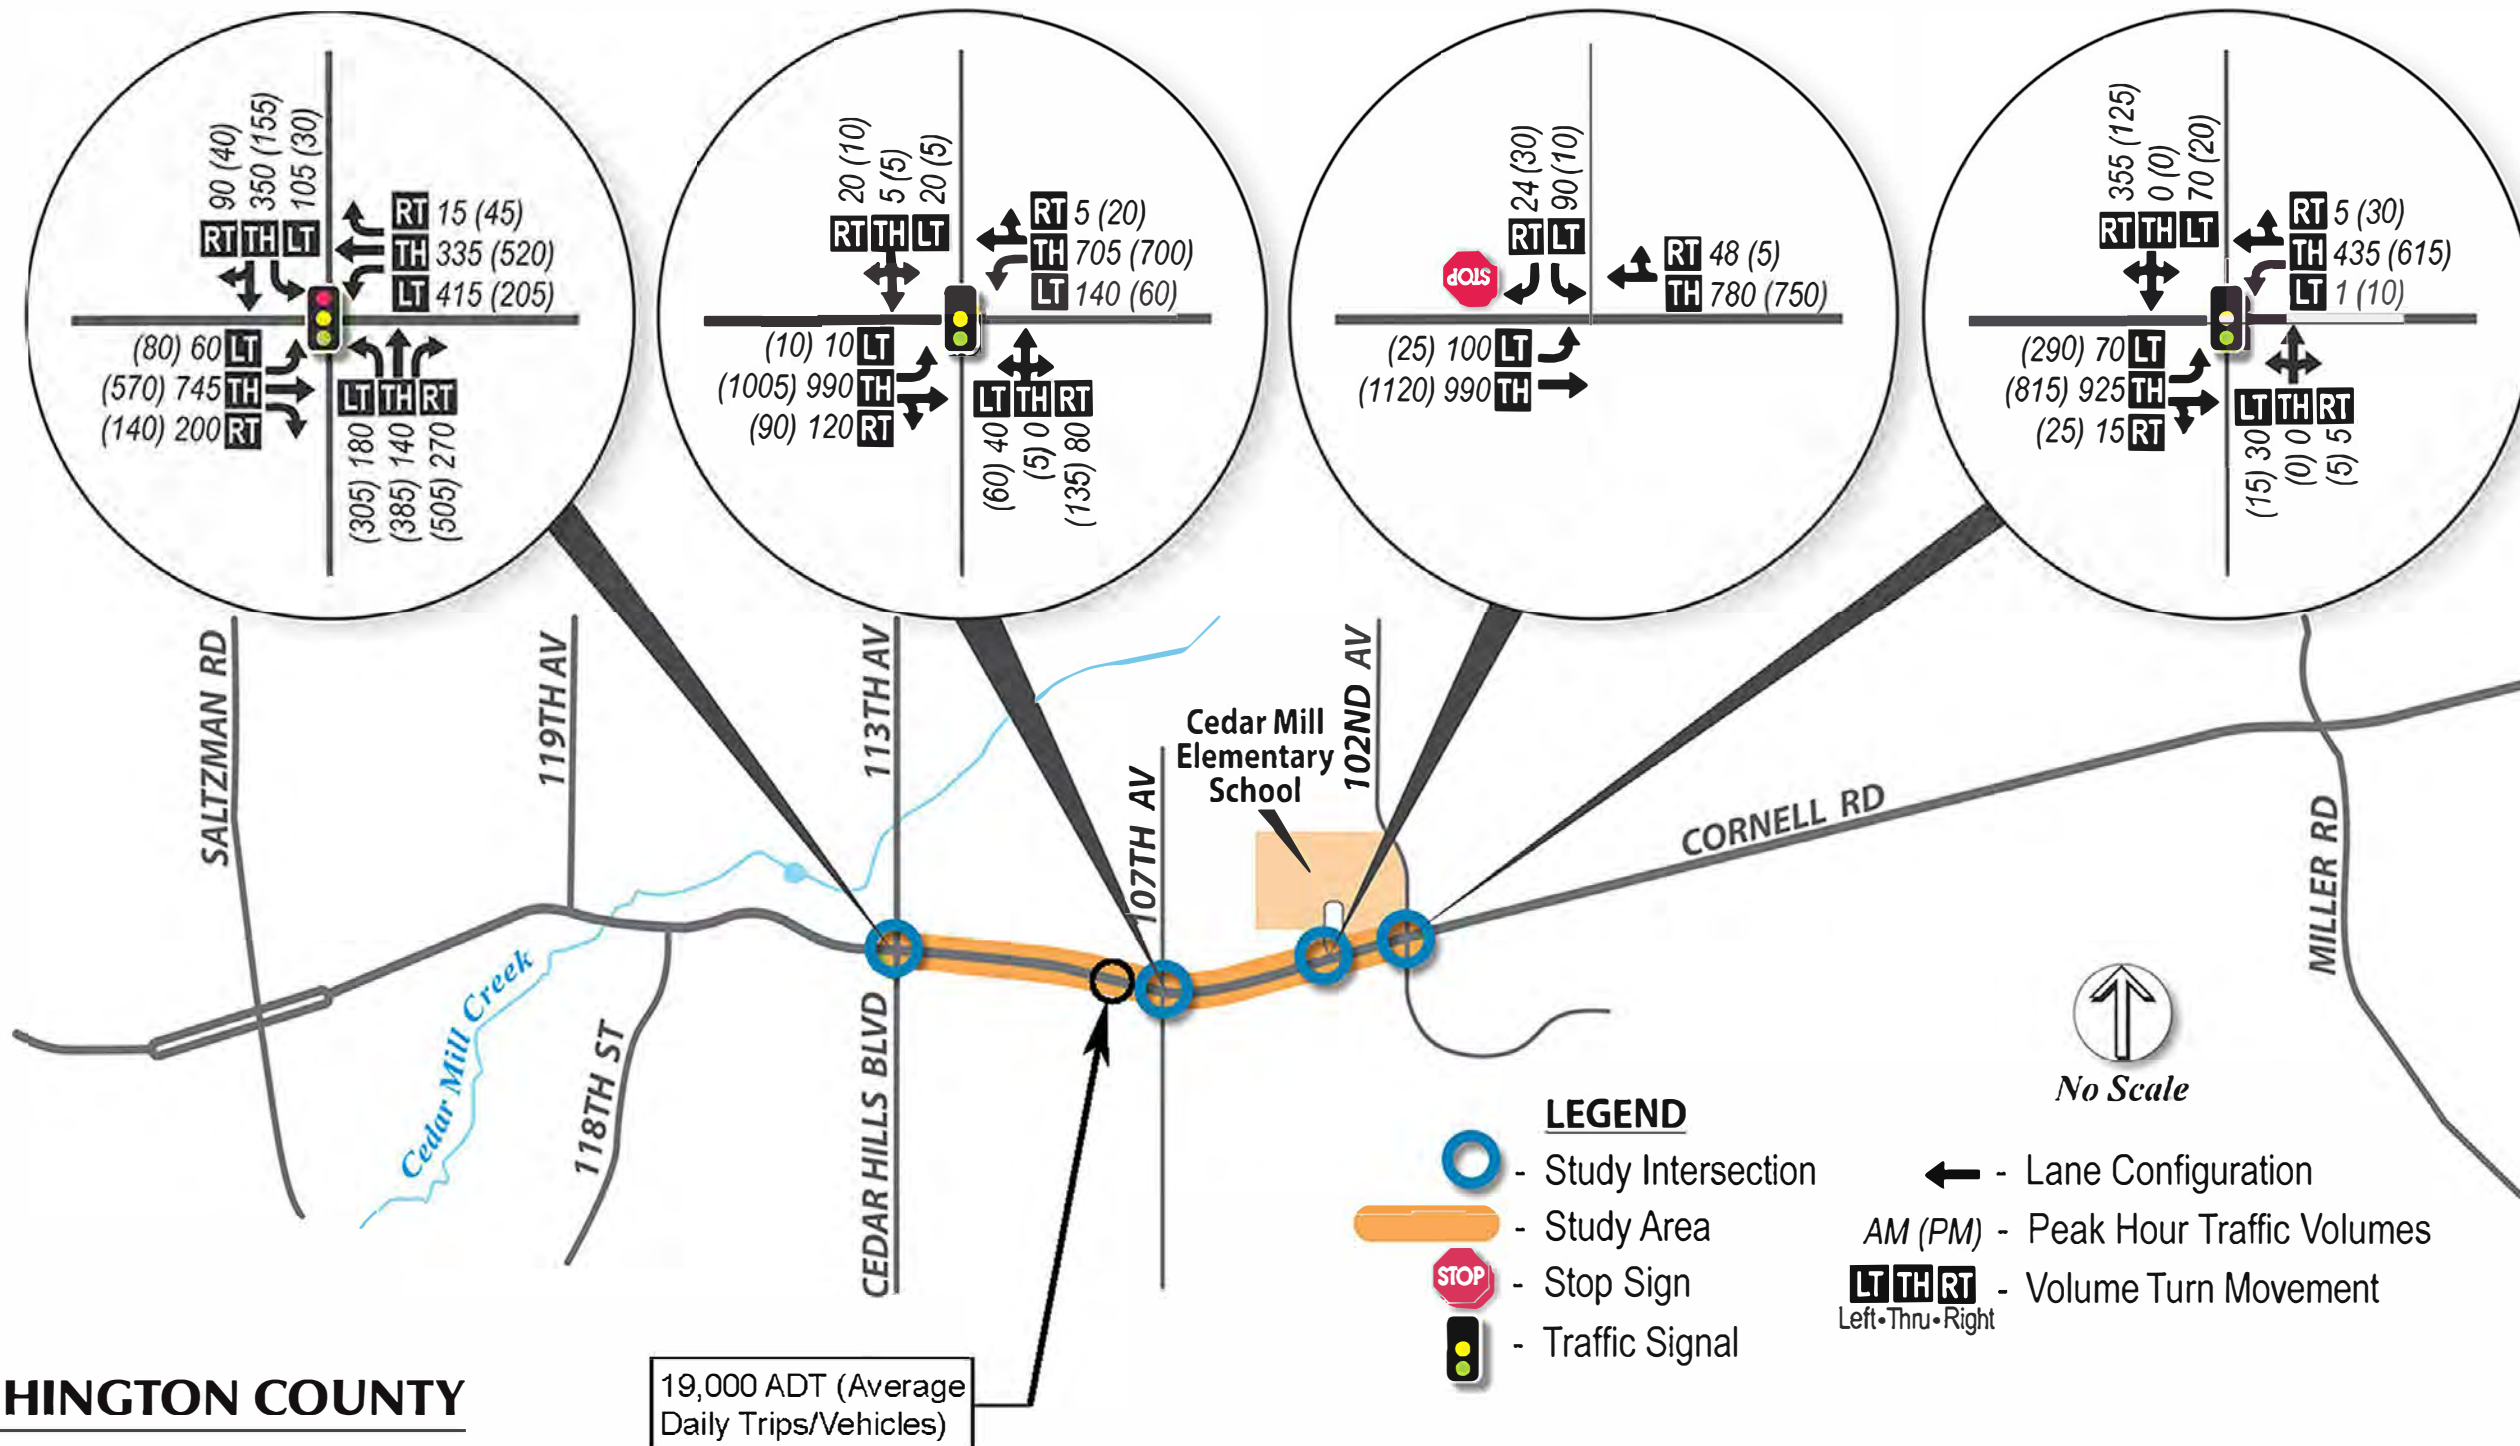 90 (40)
350 (155)
105 (30)
RT TH LT
RT 15 (45)
TH 335 (520)
LT 415 (205)
(80) 60 LT
(570) 745 TH
(140) 200 RT
LT TH RT
(305) 180
(385) 140
(505) 270
20 (10)
5 (5)
20 (5)
RT TH LT
RT 5 (20)
TH 705 (700)
LT 140 (60)
(10) 10 LT
(1005) 990 TH
(90) 120 RT
LT TH RT
(60) 40
(5) 0
(135) 80
24 (30)
90 (10)
RT LT
STOP
RT 48 (5)
TH 780 (750)
(25) 100 LT
(1120) 990 TH
355 (125)
0 (0)
70 (20)
RT TH LT
RT 5 (30)
TH 435 (615)
LT 1 (10)
(290) 70 LT
(815) 925 TH
(25) 15 RT
LT TH RT
(15) 30
(0) 0
(5) 5
SALTZMAN RD
119TH AV
113TH AV
107TH AV
102ND AV
Cedar Mill
Elementary
School
CORNELL RD
MILLER RD
Cedar Mill Creek
118TH ST
CEDAR HILLS BLVD
No Scale
LEGEND
- Study Intersection
- Study Area
STOP - Stop Sign
- Traffic Signal
- Lane Configuration
AM (PM) - Peak Hour Traffic Volumes
LT TH RT - Volume Turn Movement
Left•Thru•Right
19,000 ADT (Average
Daily Trips/Vehicles)
HINGTON COUNTY